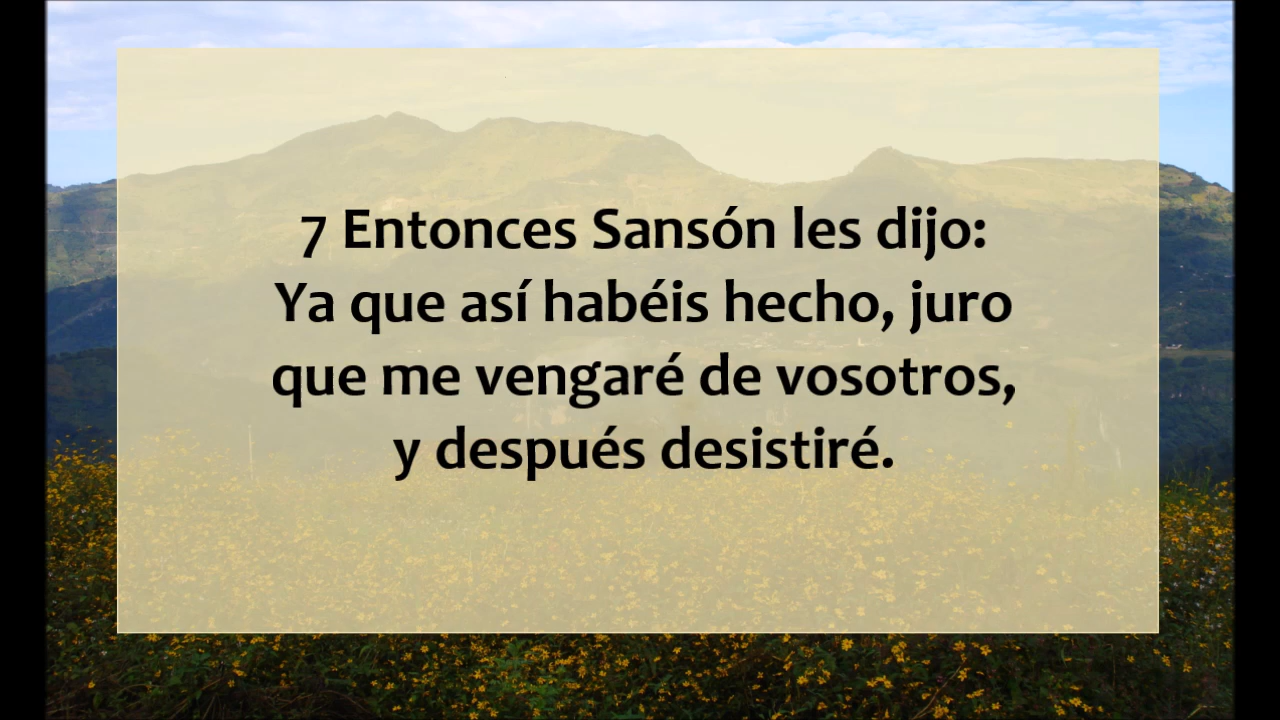 7 Entonces Sansón les dijo:
Ya que así habéis hecho, juro
que me vengaré de vosotros,
y después desistiré.